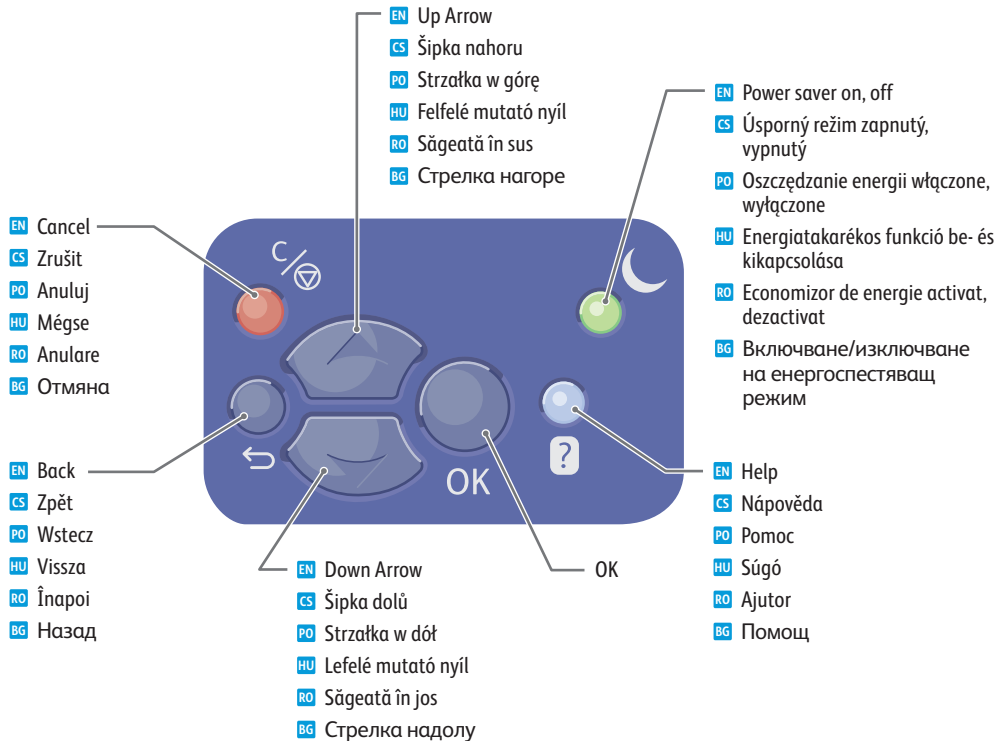 EN Up Arrow
CS Šipka nahoru
PO Strzałka w górę
HU Felfelé mutató nyíl
RO Săgeată în sus
BG Стрелка нагоре
EN Power saver on, off
CS Úsporný režim zapnutý,
vypnutý
PO Oszczędzanie energii włączone,
wyłączone
HU Energiatakarékos funkció be- és
kikapcsolása
RO Economizor de energie activat,
dezactivat
BG Включване/изключване
на енергоспестяващ
режим
EN Cancel
CS Zrušit
PO Anuluj
HU Mégse
RO Anulare
BG Отмяна
C/
OK
?
EN Back
CS Zpět
PO Wstecz
HU Vissza
RO Înapoi
BG Назад
EN Down Arrow
CS Šipka dolů
PO Strzałka w dół
HU Lefelé mutató nyíl
RO Săgeată în jos
BG Стрелка надолу
OK
EN Help
CS Nápověda
PO Pomoc
HU Súgó
RO Ajutor
BG Помощ